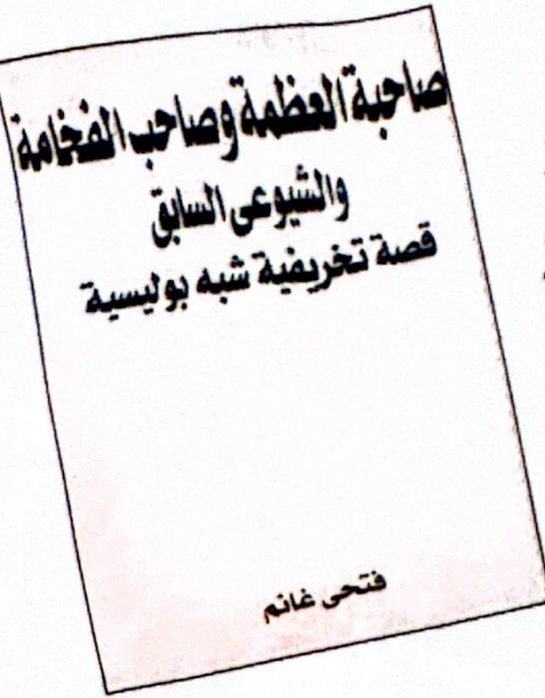 صاحبة العظمة وصاحب الفخامة
والشيوعى السابق
قصة تخريفية شبه بوليسية
فتحى غانم